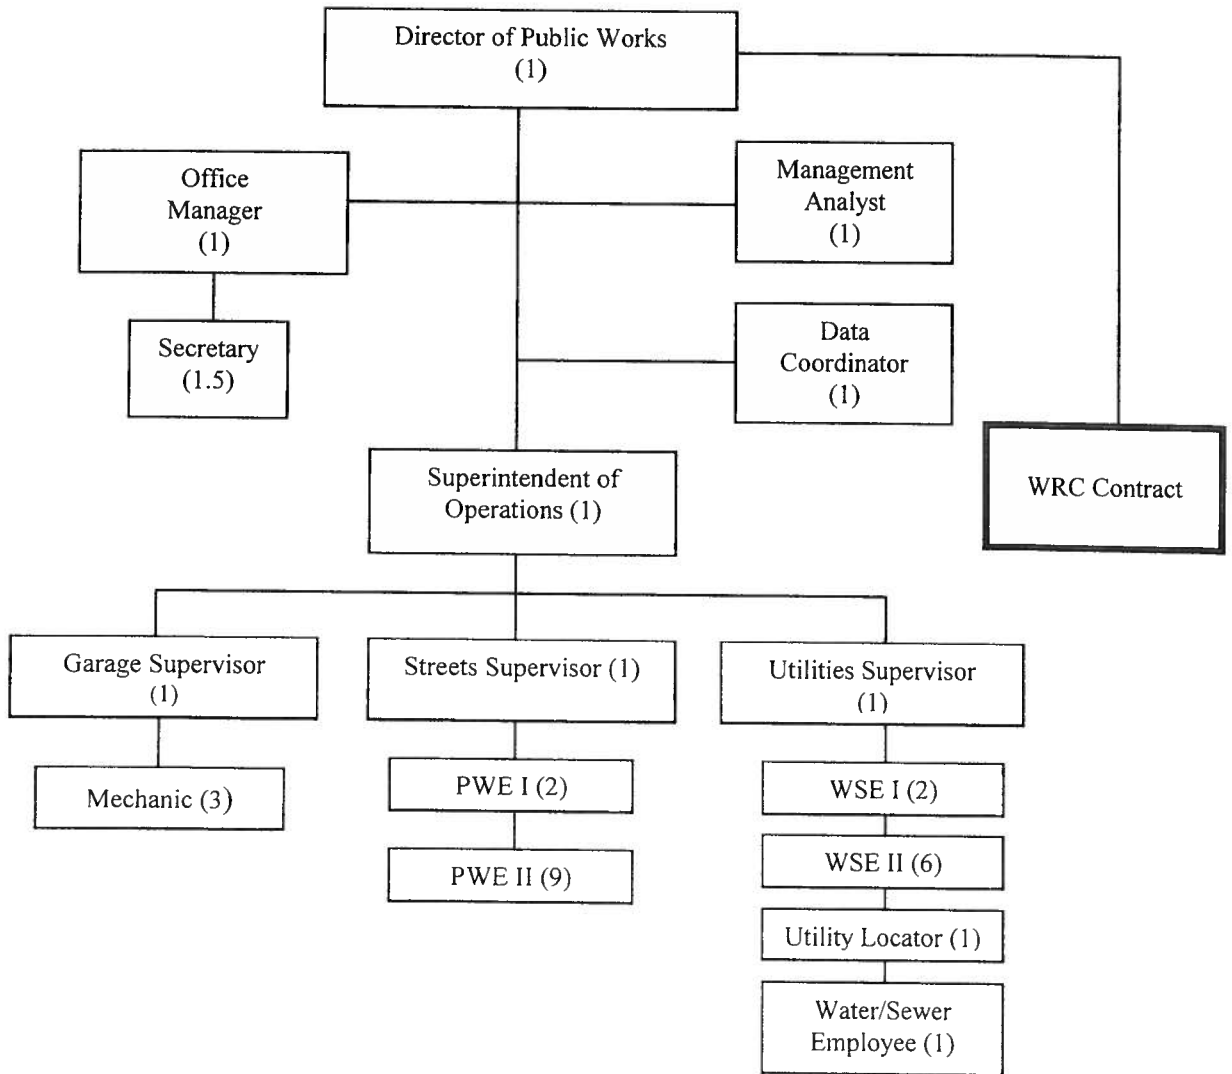 Director of Public Works
(1)
Office
Manager
(1)
Management
Analyst
(1)
Secretary
(1.5)
Data
Coordinator
(1)
Superintendent of
Operations (1)
WRC Contract
Garage Supervisor
(1)
Streets Supervisor (1)
Utilities Supervisor
(1)
Mechanic (3)
PWE I (2)
WSE I (2)
PWE II (9)
WSE II (6)
Utility Locator (1)
Water/Sewer
Employee (1)